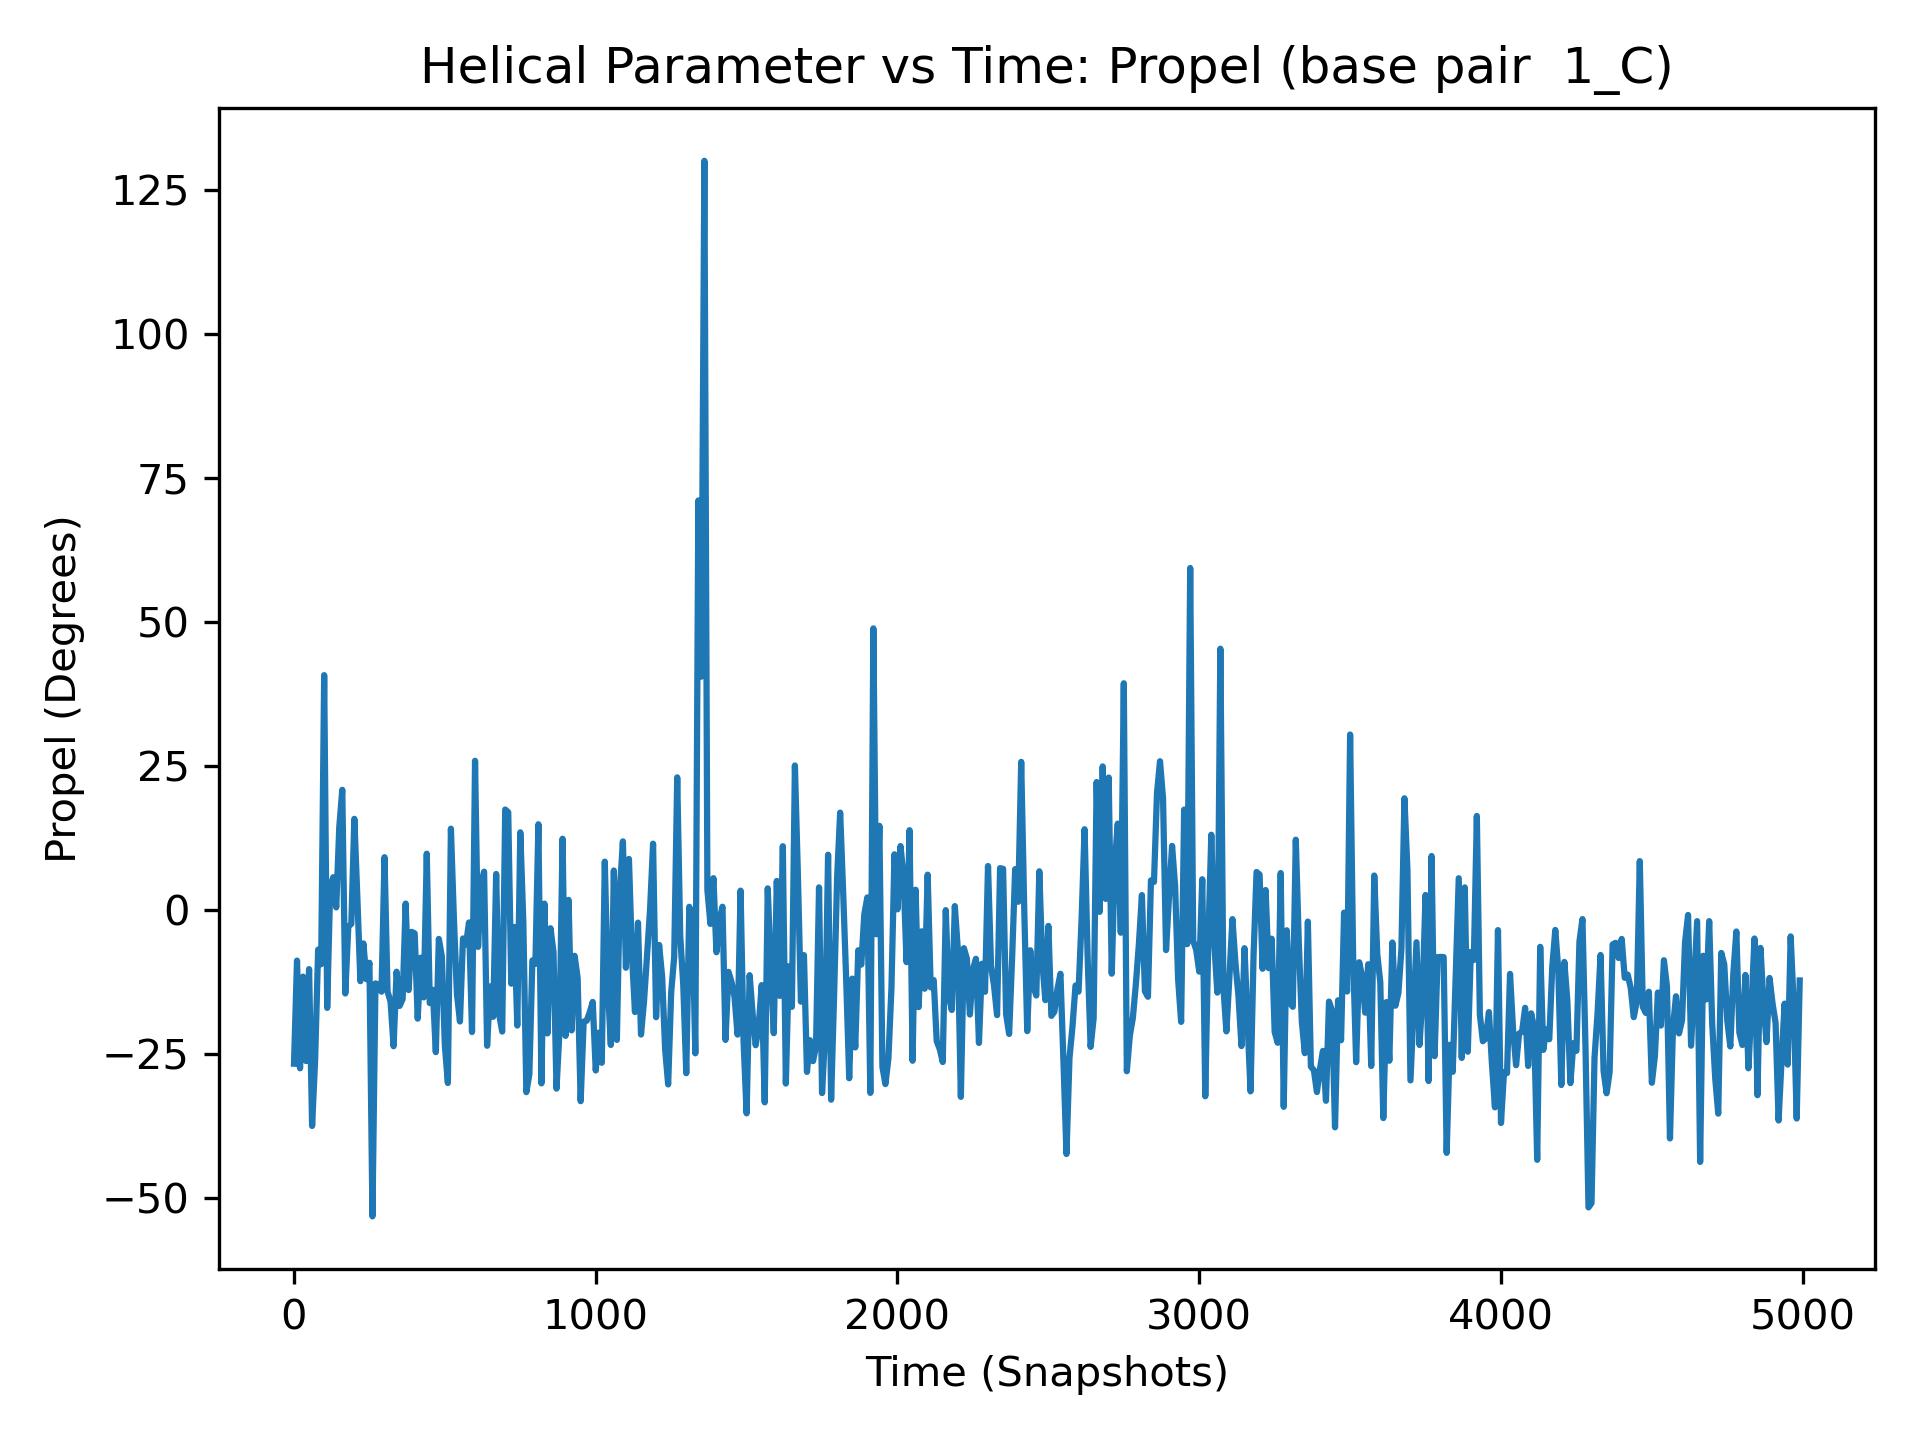 Helical Parameter vs Time: Propel (base pair  1_C)
125
100
75
50
25
0
−25
−50
Propel (Degrees)
0 1000 2000 3000 4000 5000
Time (Snapshots)